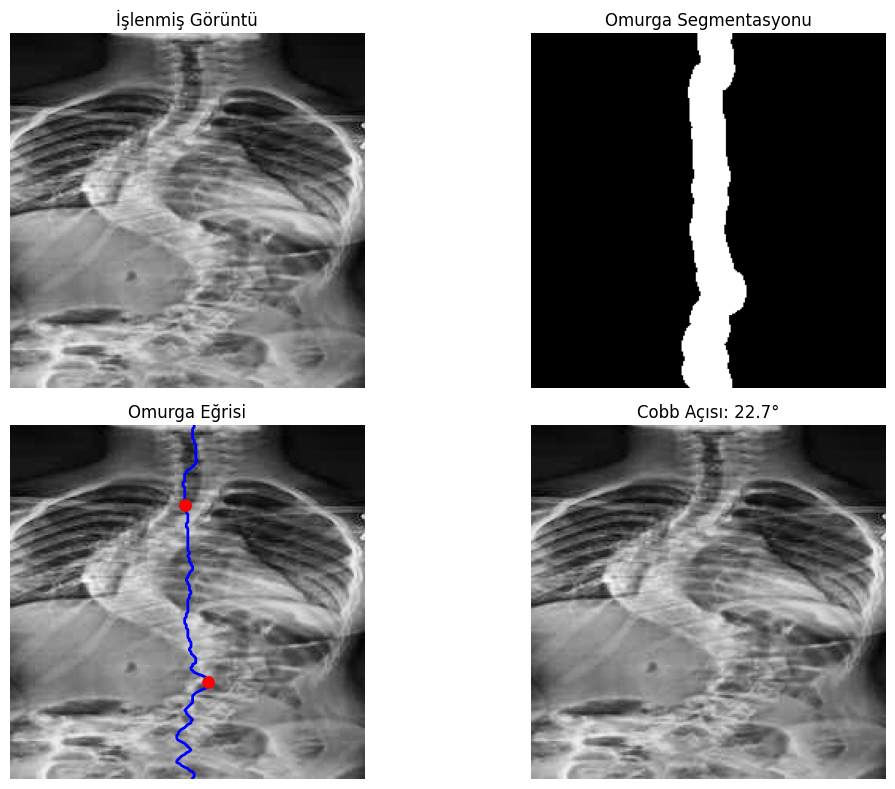 İşlenmiş Görüntü
Omurga Segmentasyonu
Omurga Eğrisi
Cobb Açısı: 22.7°